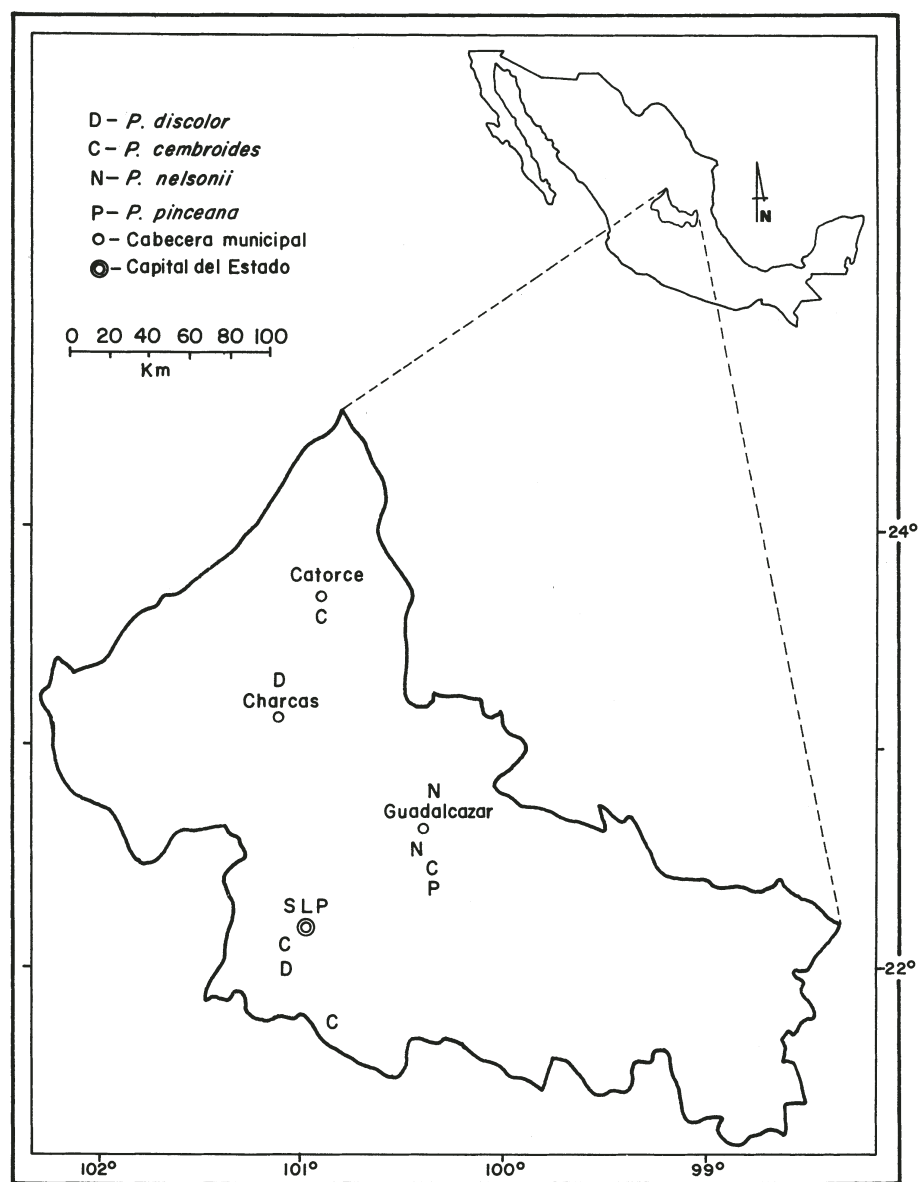 D – P. discolor
C – P. cembroides
N – P. nelsonii
P – P. pinceana
– Cabecera municipal
– Capital del Estado
0 20 40 60 80 100
Km
N
24°
Catorce
C
D
Charcas
N
Guadalcazar
N
C
P
SLP
C
D
22°
C
102° 101° 100° 99°